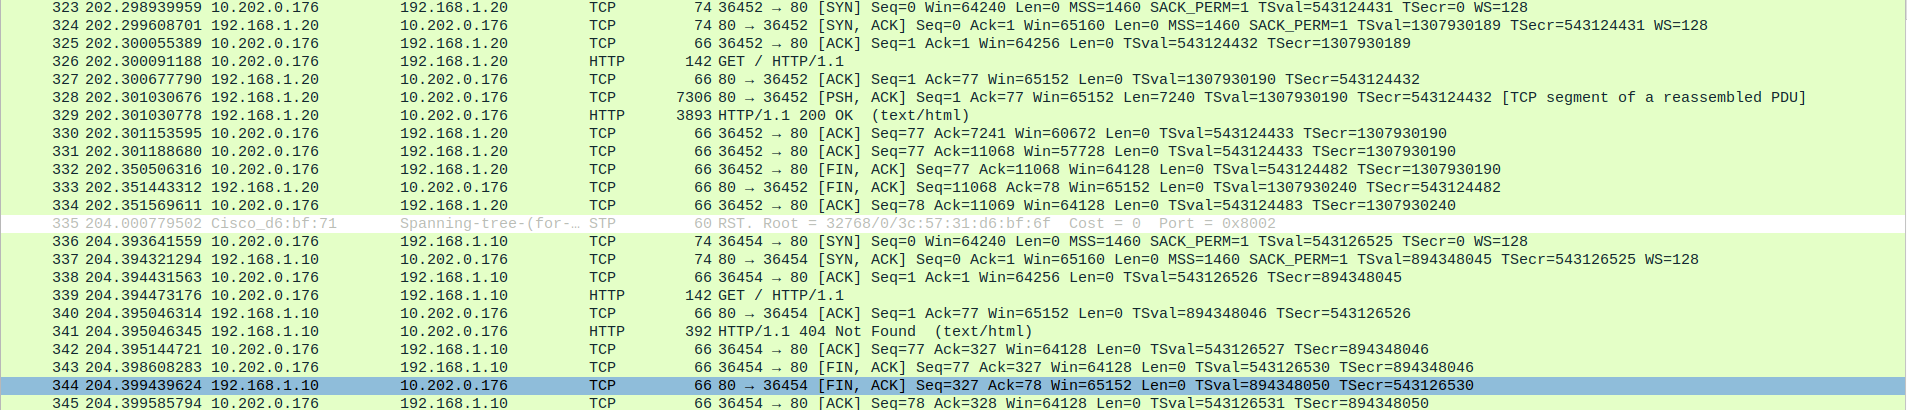 323 202.298939959 10.202.0.176 192.168.1.20 TCP 74 36452 → 80 [SYN] Seq=0 Win=64240 Len=0 MSS=1460 SACK_PERM=1 TSval=543124431 TSecr=0 WS=128
324 202.299608701 10.202.0.176 192.168.1.20 TCP 74 80 → 36452 [SYN, ACK] Seq=0 Ack=1 Win=65160 Len=0 MSS=1460 SACK_PERM=1 TSval=1307930189 TSecr=543124431 WS=128
325 202.300055389 10.202.0.176 192.168.1.20 TCP 66 36452 → 80 [ACK] Seq=1 Ack=1 Win=64256 Len=0 TSval=543124432 TSecr=1307930189
326 202.300091188 10.202.0.176 192.168.1.20 HTTP 142 GET / HTTP/1.1
327 202.300677790 192.168.1.20 10.202.0.176 TCP 66 80 → 36452 [ACK] Seq=1 Ack=77 Win=65152 Len=0 TSval=1307930190 TSecr=543124432
328 202.301030676 192.168.1.20 10.202.0.176 TCP 7306 80 → 36452 [PSH, ACK] Seq=1 Ack=77 Win=65152 Len=7240 TSval=1307930190 TSecr=543124432 [TCP segment of a reassembled PDU]
329 202.301030778 192.168.1.20 10.202.0.176 HTTP 3893 HTTP/1.1 200 OK (text/html)
330 202.301153595 10.202.0.176 192.168.1.20 TCP 66 36452 → 80 [ACK] Seq=77 Ack=7241 Win=60672 Len=0 TSval=543124433 TSecr=1307930190
331 202.301188680 10.202.0.176 192.168.1.20 TCP 66 36452 → 80 [ACK] Seq=77 Ack=11068 Win=57728 Len=0 TSval=543124433 TSecr=1307930190
332 202.350506316 10.202.0.176 192.168.1.20 TCP 66 36452 → 80 [FIN, ACK] Seq=77 Ack=11068 Win=64128 Len=0 TSval=543124482 TSecr=1307930190
333 202.351443312 192.168.1.20 10.202.0.176 TCP 66 80 → 36452 [FIN, ACK] Seq=11068 Ack=78 Win=65152 Len=0 TSval=1307930240 TSecr=543124482
334 202.351569611 10.202.0.176 192.168.1.20 TCP 66 36452 → 80 [ACK] Seq=78 Ack=11069 Win=64128 Len=0 TSval=543124483 TSecr=1307930240
335 204.000779502 Cisco_d6:bf:71 Spanning-tree-(for-… STP 60 RST. Root = 32768/0/3c:57:31:d6:bf:6f Cost = 0 Port = 0x8002
336 204.393641559 10.202.0.176 192.168.1.10 TCP 74 36454 → 80 [SYN] Seq=0 Win=64240 Len=0 MSS=1460 SACK_PERM=1 TSval=543126525 TSecr=0 WS=128
337 204.394321294 192.168.1.10 10.202.0.176 TCP 74 80 → 36454 [SYN, ACK] Seq=0 Ack=1 Win=65160 Len=0 MSS=1460 SACK_PERM=1 TSval=894348045 TSecr=543126525 WS=128
338 204.394431563 10.202.0.176 192.168.1.10 TCP 66 36454 → 80 [ACK] Seq=1 Ack=1 Win=64256 Len=0 TSval=543126526 TSecr=894348045
339 204.394473176 10.202.0.176 192.168.1.10 HTTP 142 GET / HTTP/1.1
340 204.395046314 192.168.1.10 10.202.0.176 TCP 66 80 → 36454 [ACK] Seq=1 Ack=77 Win=65152 Len=0 TSval=894348046 TSecr=543126526
341 204.395046345 192.168.1.10 10.202.0.176 HTTP 392 HTTP/1.1 404 Not Found (text/html)
342 204.395144721 10.202.0.176 192.168.1.10 TCP 66 36454 → 80 [ACK] Seq=77 Ack=327 Win=64128 Len=0 TSval=543126527 TSecr=894348046
343 204.398608283 10.202.0.176 192.168.1.10 TCP 66 36454 → 80 [FIN, ACK] Seq=77 Ack=327 Win=64128 Len=0 TSval=543126530 TSecr=894348046
344 204.399439624 192.168.1.10 10.202.0.176 TCP 66 80 → 36454 [FIN, ACK] Seq=327 Ack=78 Win=65152 Len=0 TSval=894348050 TSecr=543126530
345 204.399585794 10.202.0.176 192.168.1.10 TCP 66 36454 → 80 [ACK] Seq=78 Ack=328 Win=64128 Len=0 TSval=543126531 TSecr=894348050